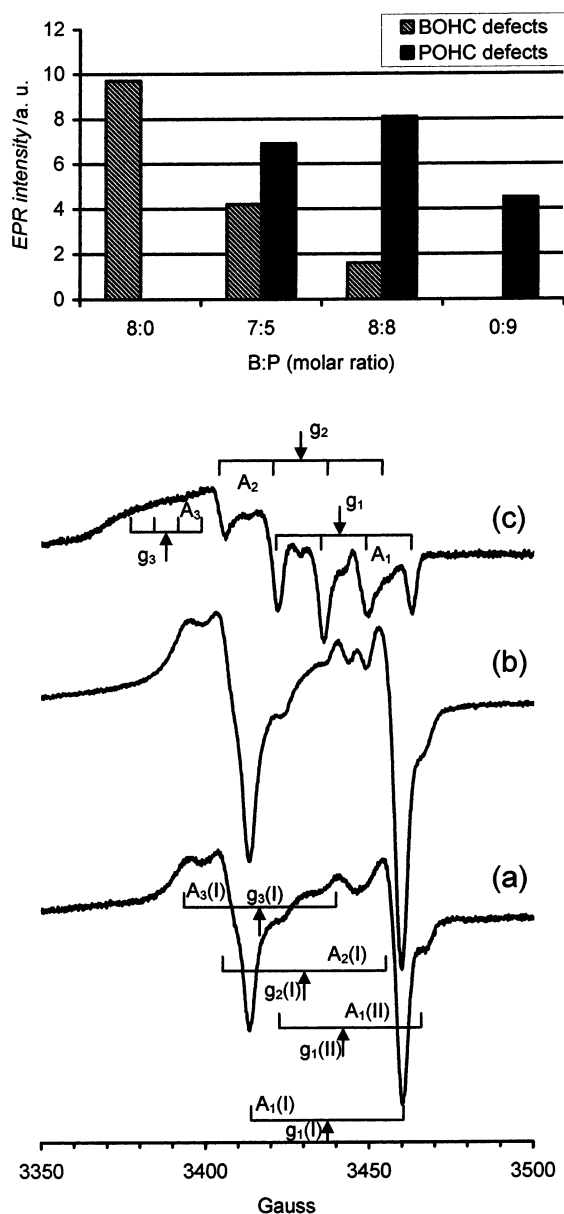 BOHC defects
POHC defects
EPR intensity /a. u.
12
10
8
6
4
2
0
8:0 7:5 8:8 0:9
B:P (molar ratio)
g2
A2
g1
A3
g3
A1
(c)
(b)
(a)
A3(I) g3(I)
A2(I)
g2(I)
A1(II)
g1(II)
A1(I)
g1(I)
3350 3400 3450 3500
Gauss